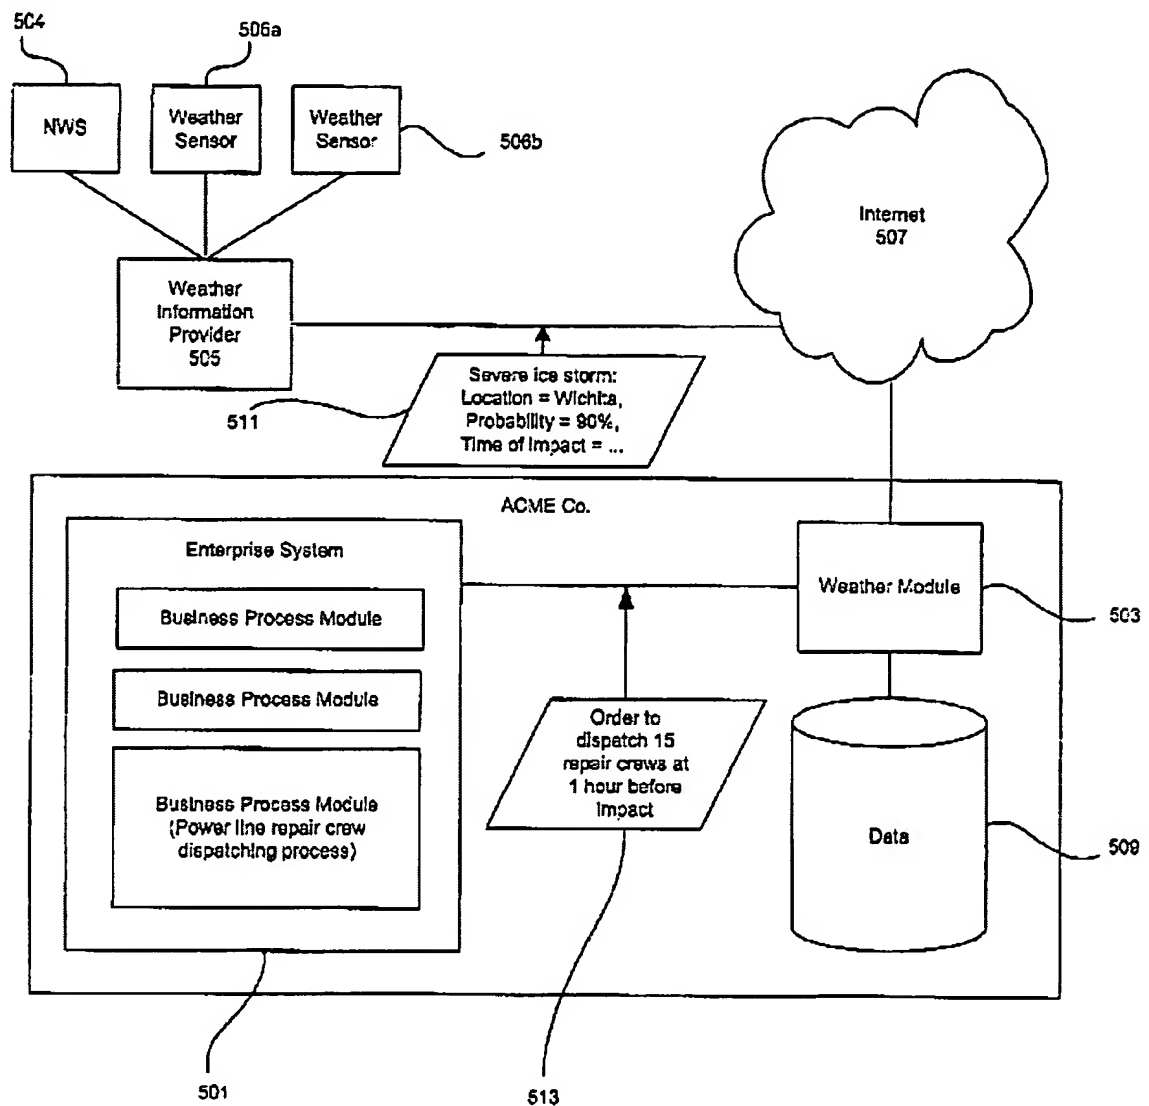 504
506a
NWS
Weather
Sensor
Weather
Sensor
506b
Internet
507
Weather
Information
Provider
505
Severe ice storm:
Location = Wichita,
Probability = 90%,
Time of impact = ...
511
ACME Co.
Enterprise System
Business Process Module
Business Process Module
Business Process Module
(Power line repair crew
dispatching process)
Weather Module
503
Order to
dispatch 15
repair crews at
1 hour before
impact
Data
509
501
513